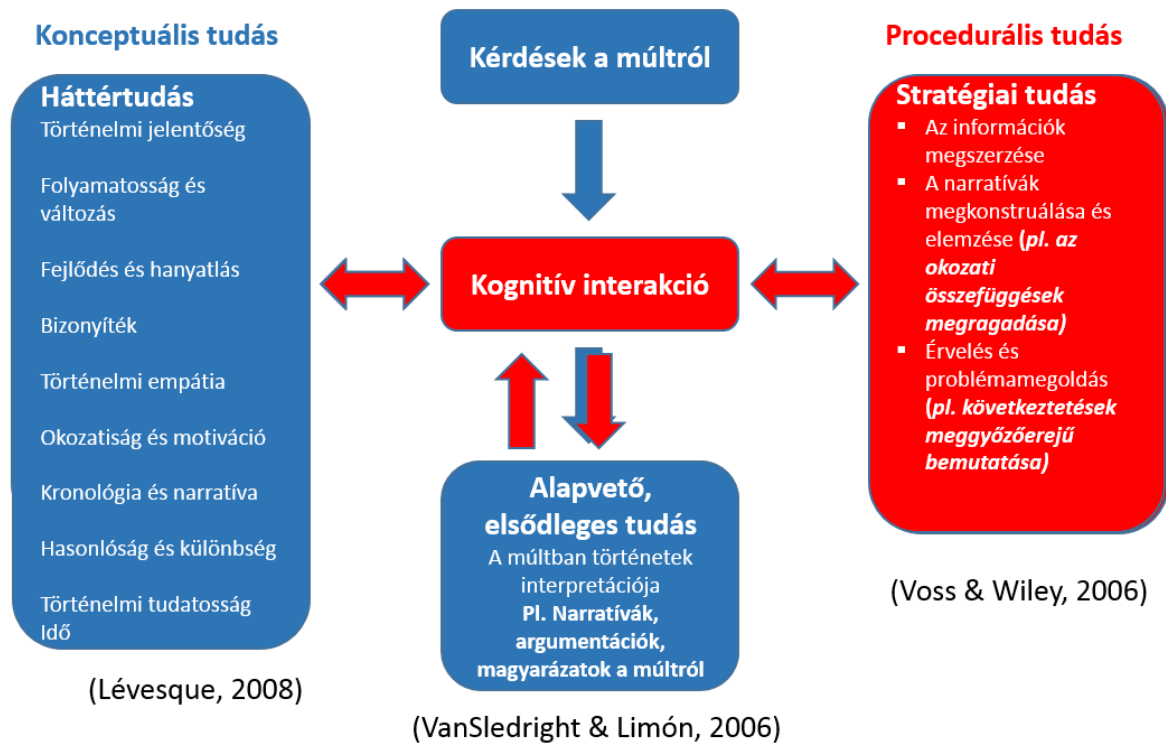 Konceptuális tudás
Háttértudás
Történelmi jelentőség
Folyamatosság és
változás
Fejlődés és hanyatlás
Bizonyíték
Történelmi empátia
Okozatiság és motiváció
Kronológia és narratíva
Hasonlóság és különbség
Történelmi tudatosság
Idő
(Lévesque, 2008)
Kérdések a múltról
Kognitív interakció
Alapvető,
elsődleges tudás
A múltban történetek
interpretációja
Pl. Narratívák,
argumentációk,
magyarázatok a múltról
(VanSledright & Limón, 2006)
Procedurális tudás
Stratégiai tudás
▪ Az információk
megszerzése
▪ A narratívák
megkonstruálása és
elemzése (pl. az
okozati
összefüggések
megragadása)
▪ Érvelés és
problémamegoldás
(pl. következtetések
meggyőzőerejű
bemutatása)
(Voss & Wiley, 2006)